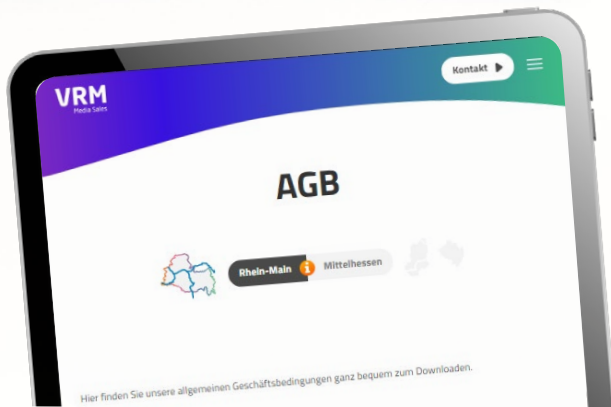 VRM
Media Sales
Kontakt
AGB
Rhein-Main i Mittelhessen
Hier finden Sie unsere allgemeinen Geschäftsbedingungen ganz bequem zum Downloaden.